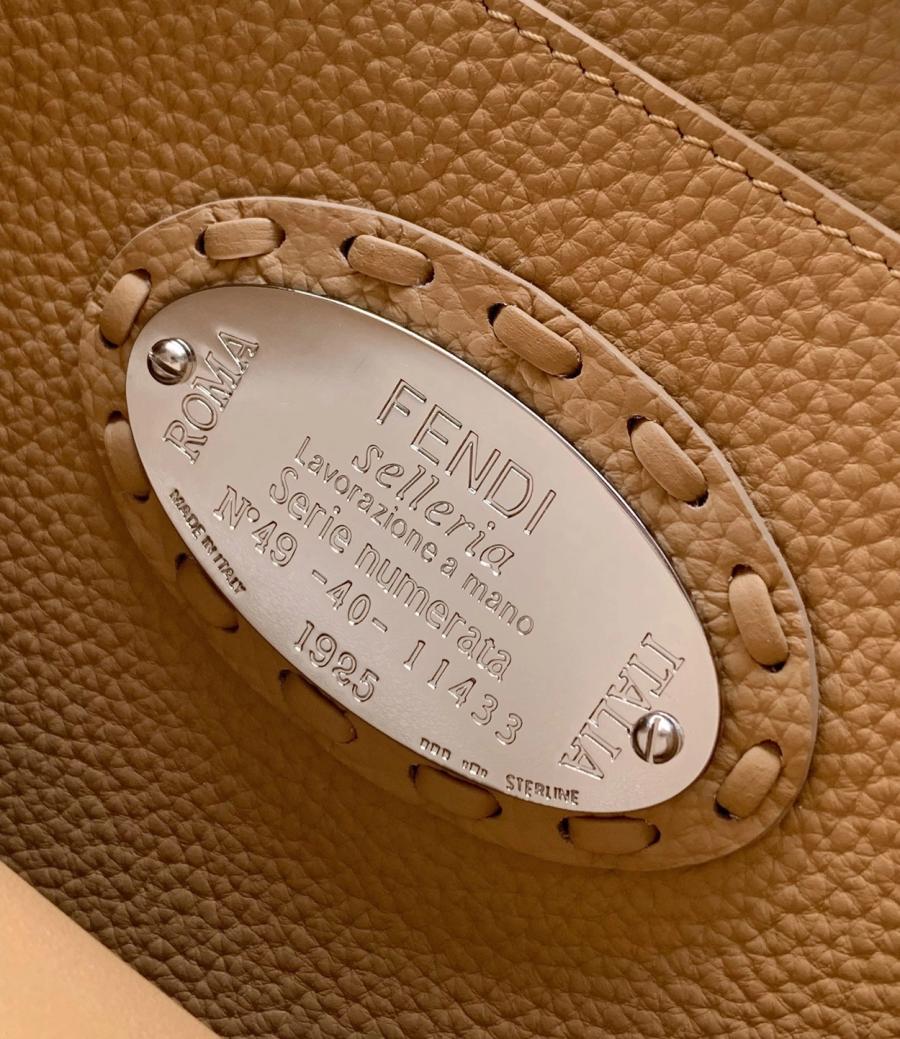 ROMA
FENDI
Selleria
Lavorazione a mano
Serie numerata
N°49 -40- 11433
1925
MADE IN ITALY
STERLINE
ITALIA